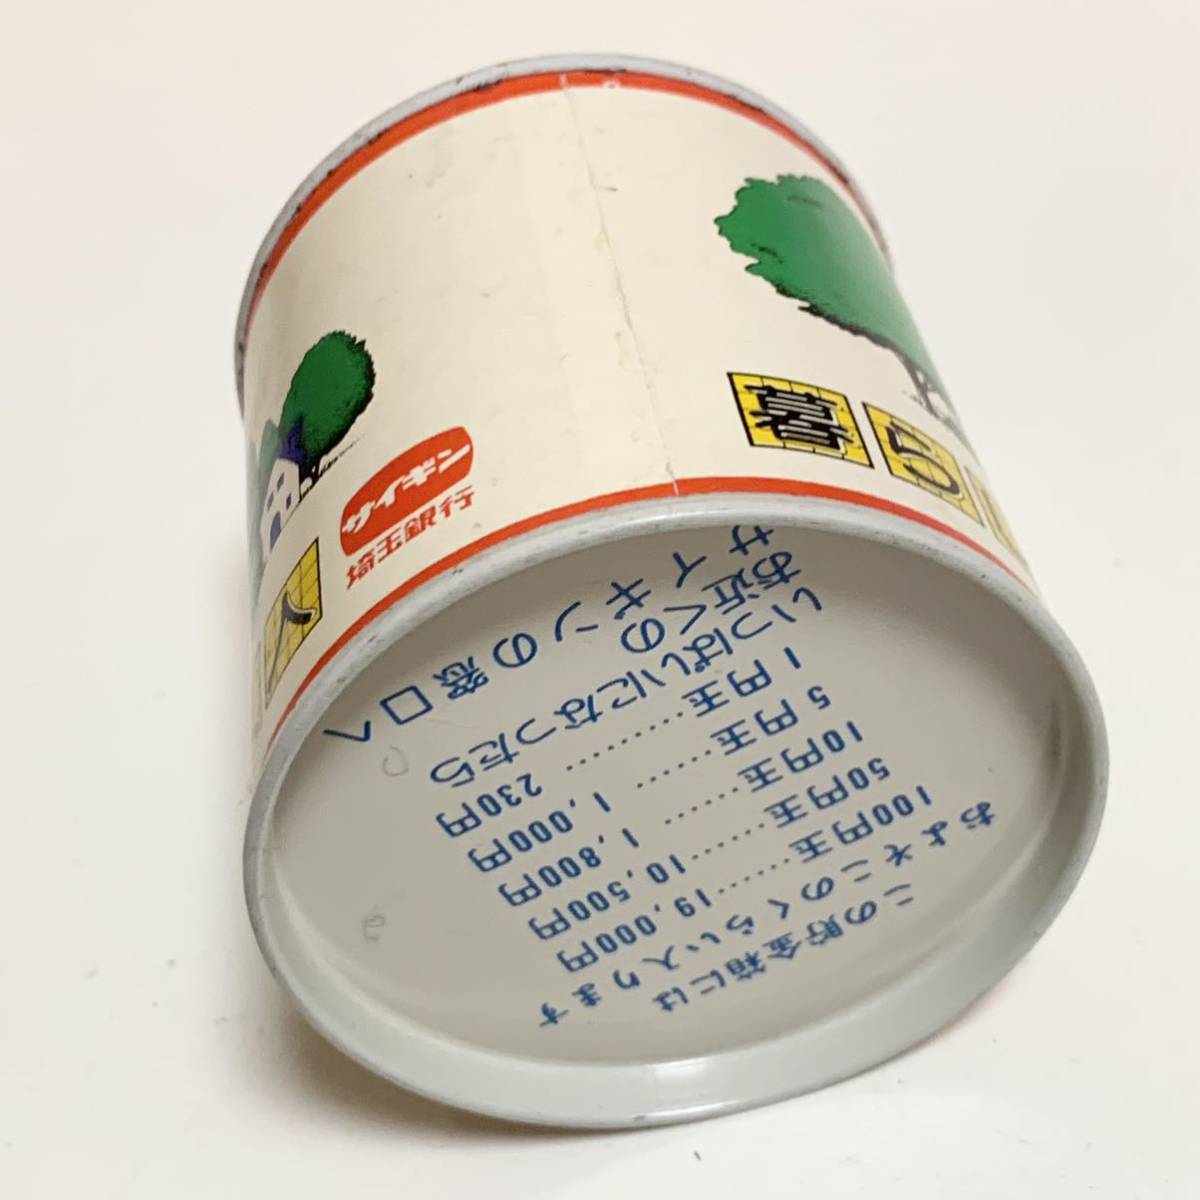 サイギン
埼玉銀行
暮
ら
し
この貯金箱には
およそこのくらい入ります
100円玉……19,000円
50円玉……10,500円
10円玉…… 1,800円
5円玉…… 1,000円
1円玉………… 230円
いっぱいになったら
お近くの
サイギンの窓口へ